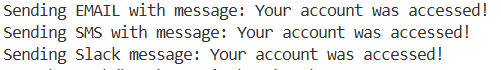 Sending EMAIL with message: Your account was accessed!
Sending SMS with message: Your account was accessed!
Sending Slack message: Your account was accessed!